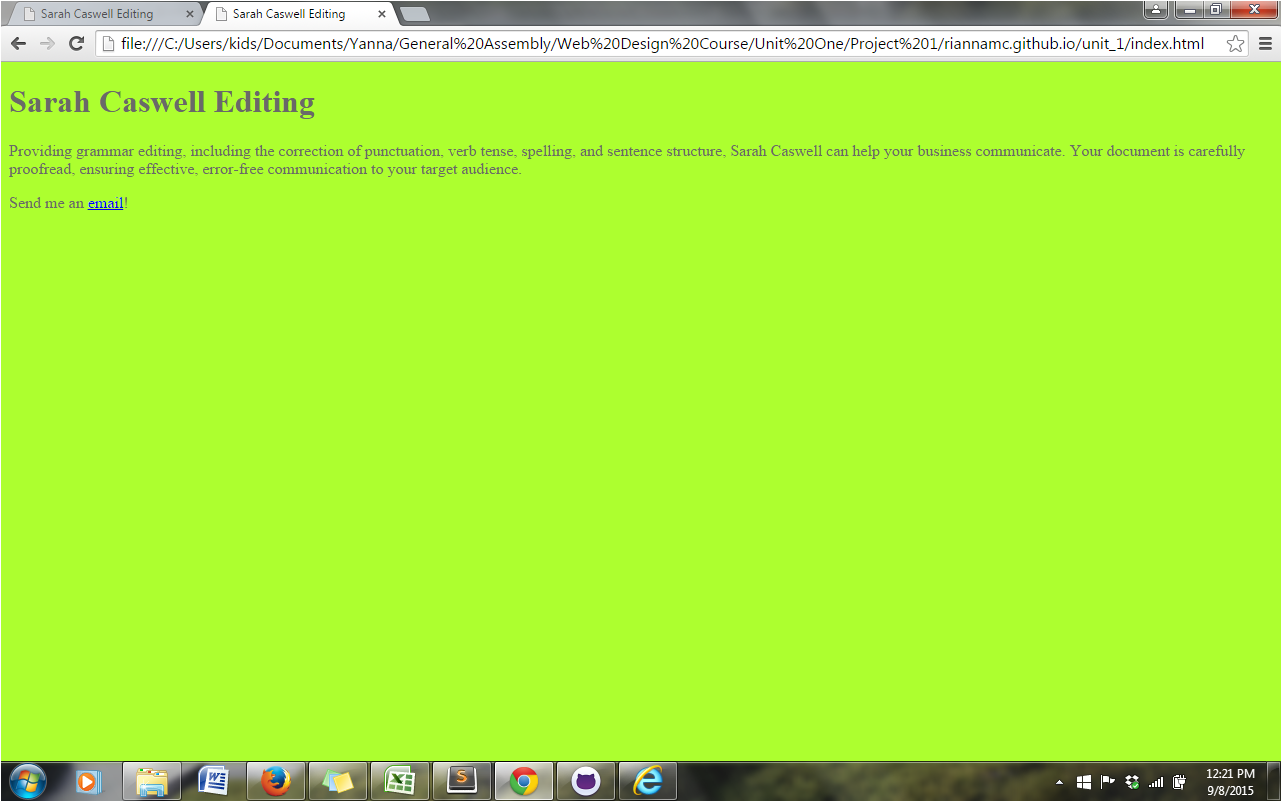 Sarah Caswell Editing
Sarah Caswell Editing
file:///C:/Users/kids/Documents/Yanna/General%20Assembly/Web%20Design%20Course/Unit%20One/Project%201/riannamc.github.io/unit_1/index.html
Sarah Caswell Editing
Providing grammar editing, including the correction of punctuation, verb tense, spelling, and sentence structure, Sarah Caswell can help your business communicate. Your document is carefully
proofread, ensuring effective, error-free communication to your target audience.
Send me an email!
12:21 PM
9/8/2015